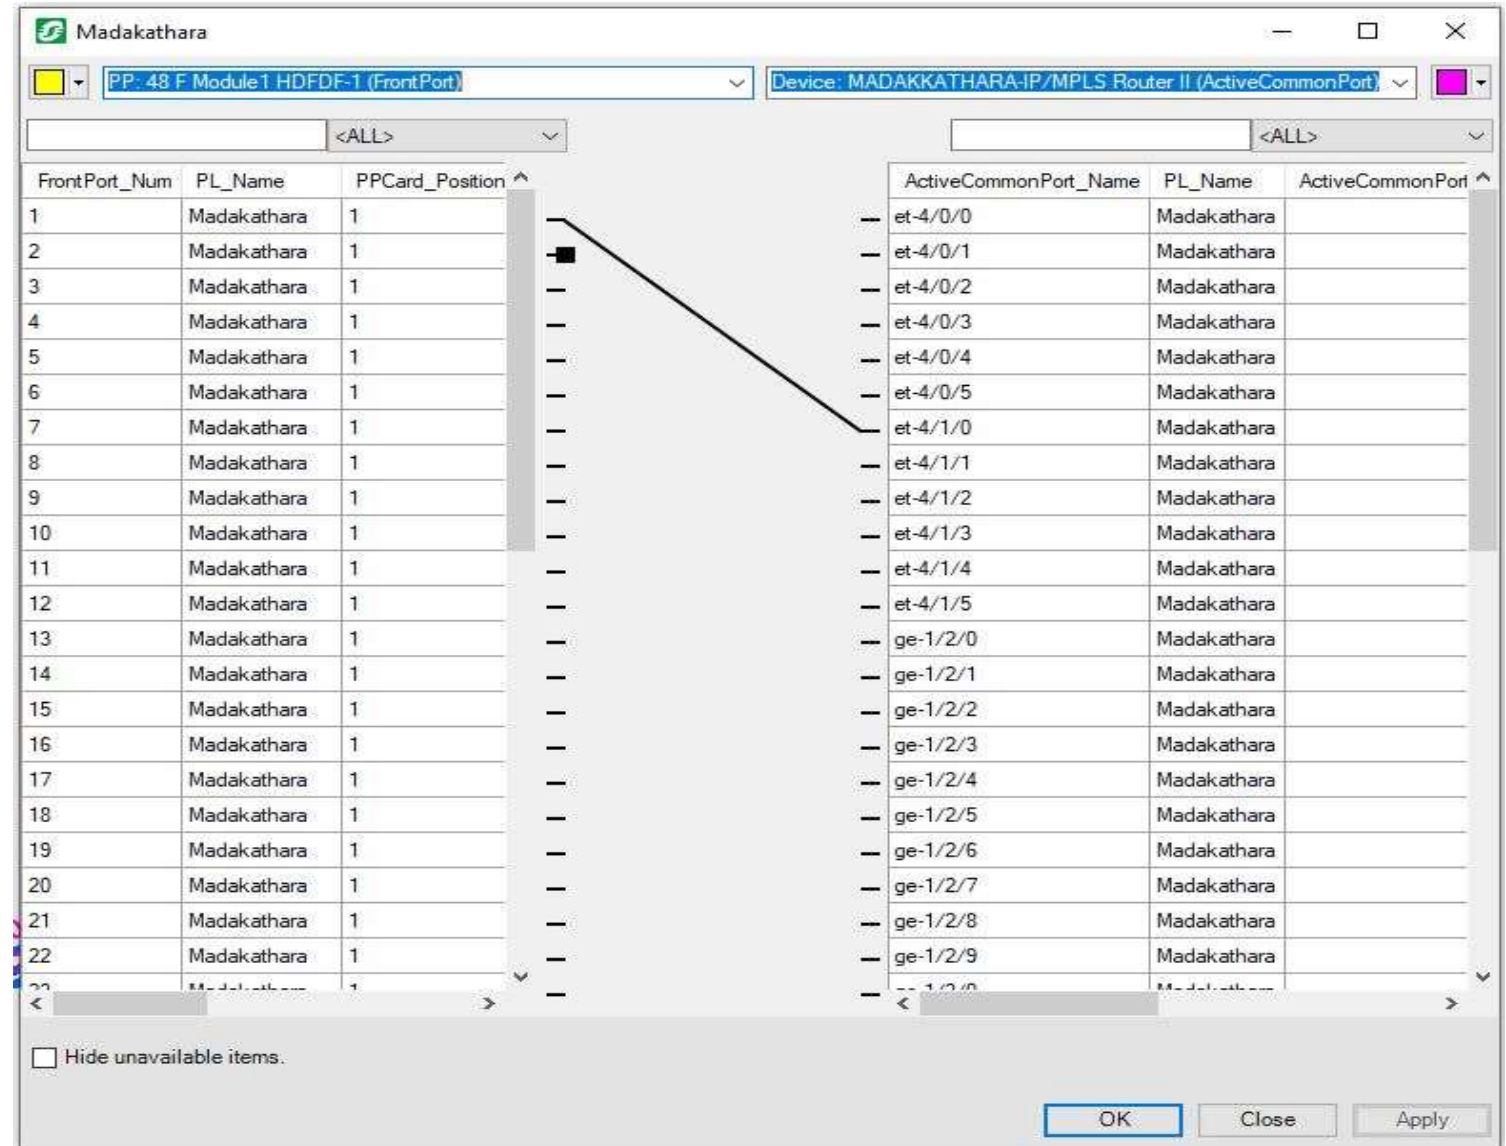 Madakathara
PP: 48 F Module1 HDFDF-1 (FrontPort) Device: MADAKKATHARA-IP/MPLS Router II (ActiveCommonPort)
<ALL> <ALL>
FrontPort_Num PL_Name PPCard_Position ActiveCommonPort_Name PL_Name ActiveCommonPort
1 Madakathara 1 et-4/0/0 Madakathara
2 Madakathara 1 et-4/0/1 Madakathara
3 Madakathara 1 et-4/0/2 Madakathara
4 Madakathara 1 et-4/0/3 Madakathara
5 Madakathara 1 et-4/0/4 Madakathara
6 Madakathara 1 et-4/0/5 Madakathara
7 Madakathara 1 et-4/1/0 Madakathara
8 Madakathara 1 et-4/1/1 Madakathara
9 Madakathara 1 et-4/1/2 Madakathara
10 Madakathara 1 et-4/1/3 Madakathara
11 Madakathara 1 et-4/1/4 Madakathara
12 Madakathara 1 et-4/1/5 Madakathara
13 Madakathara 1 ge-1/2/0 Madakathara
14 Madakathara 1 ge-1/2/1 Madakathara
15 Madakathara 1 ge-1/2/2 Madakathara
16 Madakathara 1 ge-1/2/3 Madakathara
17 Madakathara 1 ge-1/2/4 Madakathara
18 Madakathara 1 ge-1/2/5 Madakathara
19 Madakathara 1 ge-1/2/6 Madakathara
20 Madakathara 1 ge-1/2/7 Madakathara
21 Madakathara 1 ge-1/2/8 Madakathara
22 Madakathara 1 ge-1/2/9 Madakathara
Hide unavailable items.
OK Close Apply